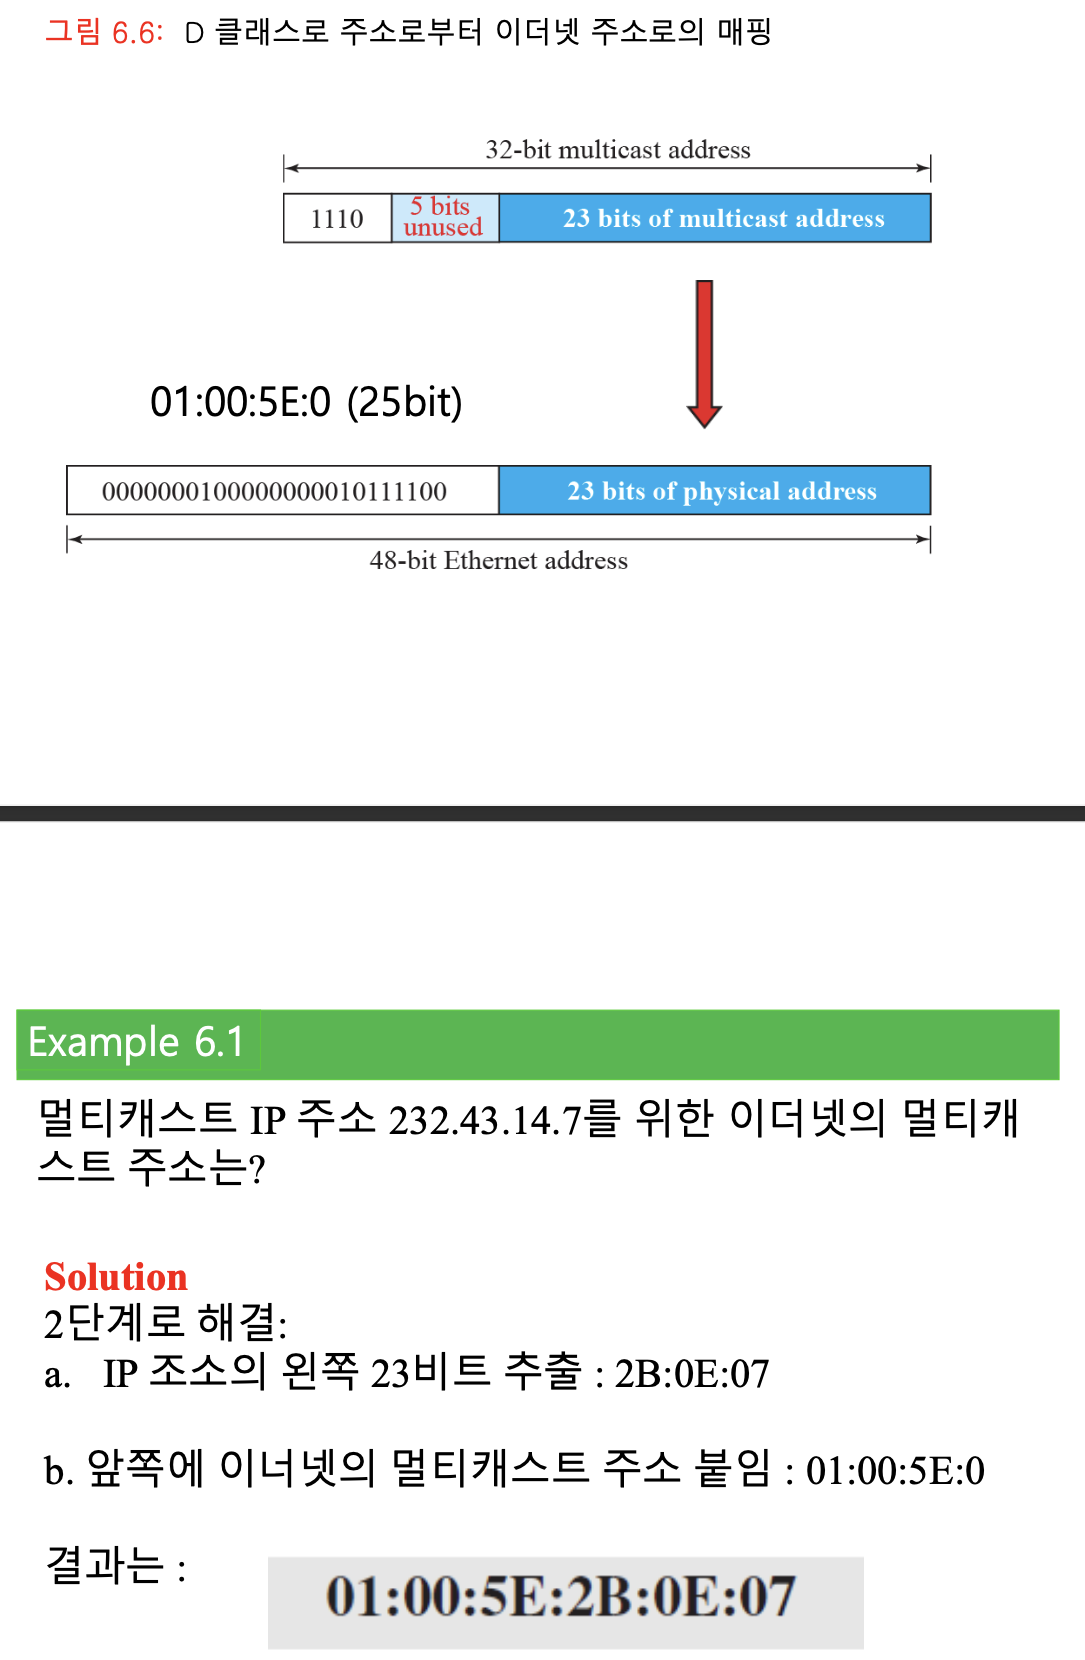 그림 6.6: D 클래스로 주소로부터 이더넷 주소로의 매핑
32-bit multicast address
1110
5 bits
unused
23 bits of multicast address
01:00:5E:0 (25bit)
0000000100000000010111100
23 bits of physical address
48-bit Ethernet address
Example 6.1
멀티캐스트 IP 주소 232.43.14.7를 위한 이더넷의 멀티캐
스트 주소는?
Solution
2단계로 해결:
a. IP 조소의 왼쪽 23비트 추출 : 2B:0E:07
b. 앞쪽에 이너넷의 멀티캐스트 주소 붙임 : 01:00:5E:0
결과는 :
01:00:5E:2B:0E:07